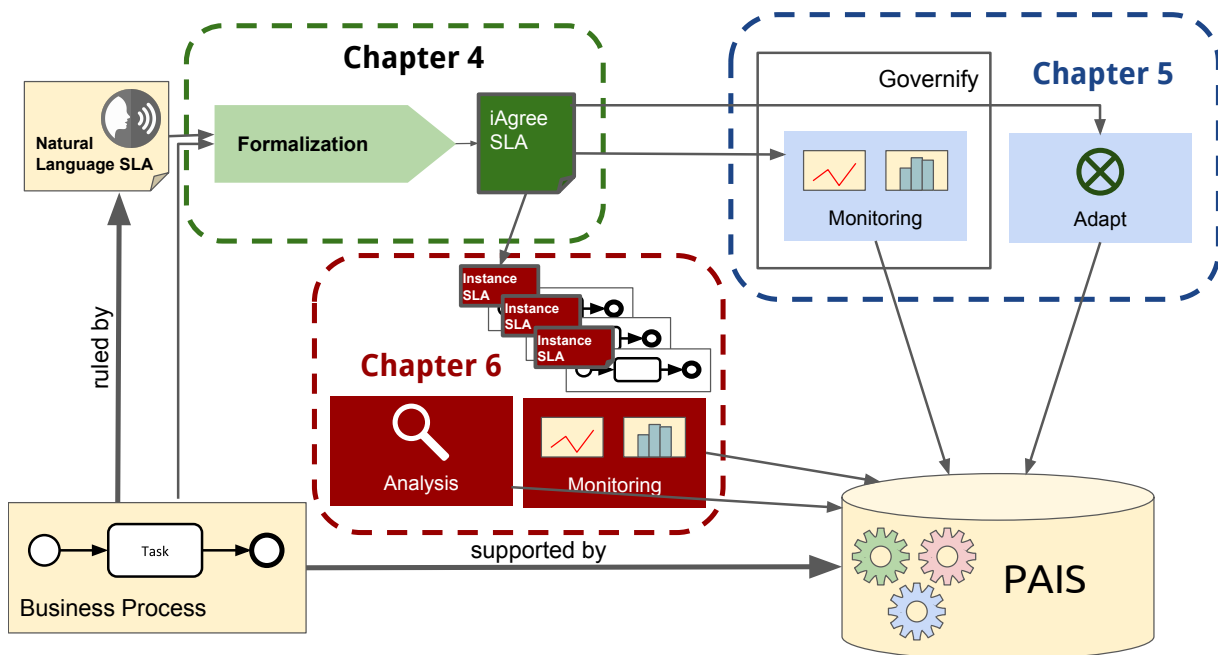 Chapter 4
Governify
Chapter 5
Natural
Language SLA
Formalization
iAgree
SLA
Monitoring
Adapt
ruled by
Instance
SLA
Instance
SLA
Instance
SLA
Chapter 6
Analysis
Monitoring
Task
Business Process
supported by
PAIS